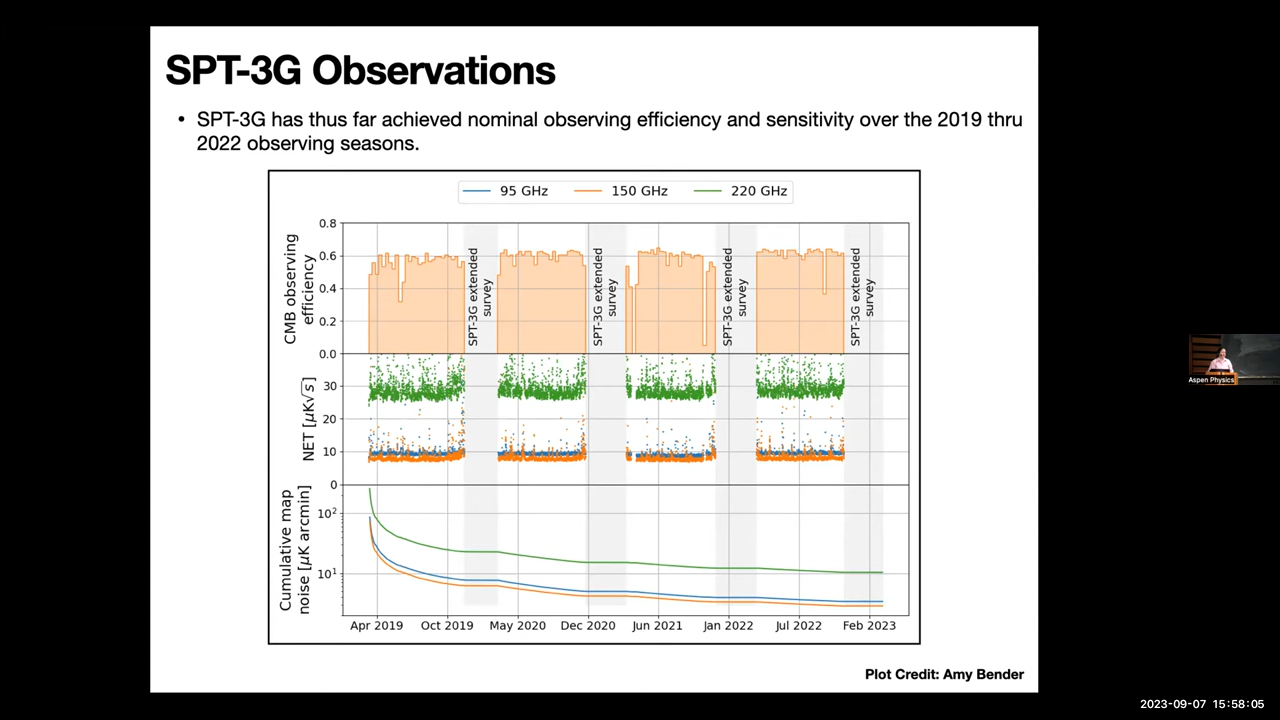 SPT-3G Observations
• SPT-3G has thus far achieved nominal observing efficiency and sensitivity over the 2019 thru
2022 observing seasons.
95 GHz 150 GHz 220 GHz
CMB observing
efficiency
0.8
0.6
0.4
0.2
0.0
SPT-3G extended
survey
SPT-3G extended
survey
SPT-3G extended
survey
SPT-3G extended
survey
NET [μK√s]
30
20
10
0
Cumulative map
noise [μK arcmin]
10²
10¹
Apr 2019 Oct 2019 May 2020 Dec 2020 Jun 2021 Jan 2022 Jul 2022 Feb 2023
Plot Credit: Amy Bender
Aspen Physics
2023-09-07 15:58:05